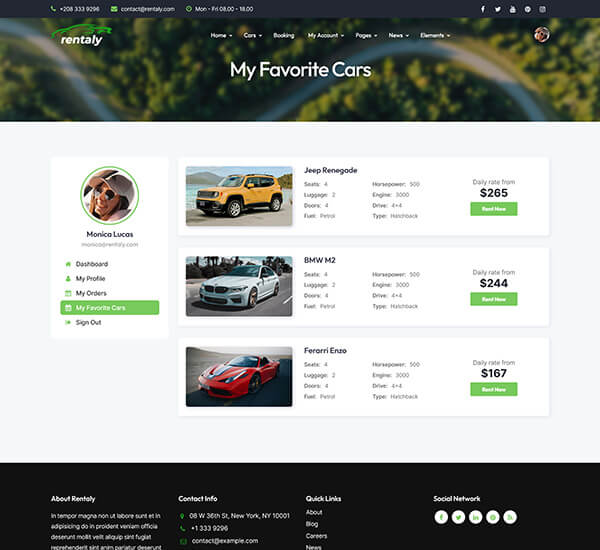 +208 333 9296 contact@rentaly.com Mon - Fri 08.00 - 18.00
rentaly
Home Cars Booking My Account Pages News Elements
My Favorite Cars
Monica Lucas
monica@rentaly.com
Dashboard
My Profile
My Orders
My Favorite Cars
Sign Out
Jeep Renegade
Seats: 4 Horsepower: 500
Luggage: 2 Engine: 3000
Doors: 4 Drive: 4×4
Fuel: Petrol Type: Hatchback
Daily rate from
$265
Rent Now
BMW M2
Seats: 4 Horsepower: 500
Luggage: 2 Engine: 3000
Doors: 4 Drive: 4×4
Fuel: Petrol Type: Hatchback
Daily rate from
$244
Rent Now
Ferarri Enzo
Seats: 4 Horsepower: 500
Luggage: 2 Engine: 3000
Doors: 4 Drive: 4×4
Fuel: Petrol Type: Hatchback
Daily rate from
$167
Rent Now
About Rentaly
In tempor magna non ut labore sunt et in
adipisicing do in proident veniam officia
deserunt mollit velit aliquip sint fugiat
reprehenderit sint anim pariatur deserunt
Contact Info
08 W 36th St, New York, NY 10001
+1 333 9296
contact@example.com
Quick Links
About
Blog
Careers
News
Social Network